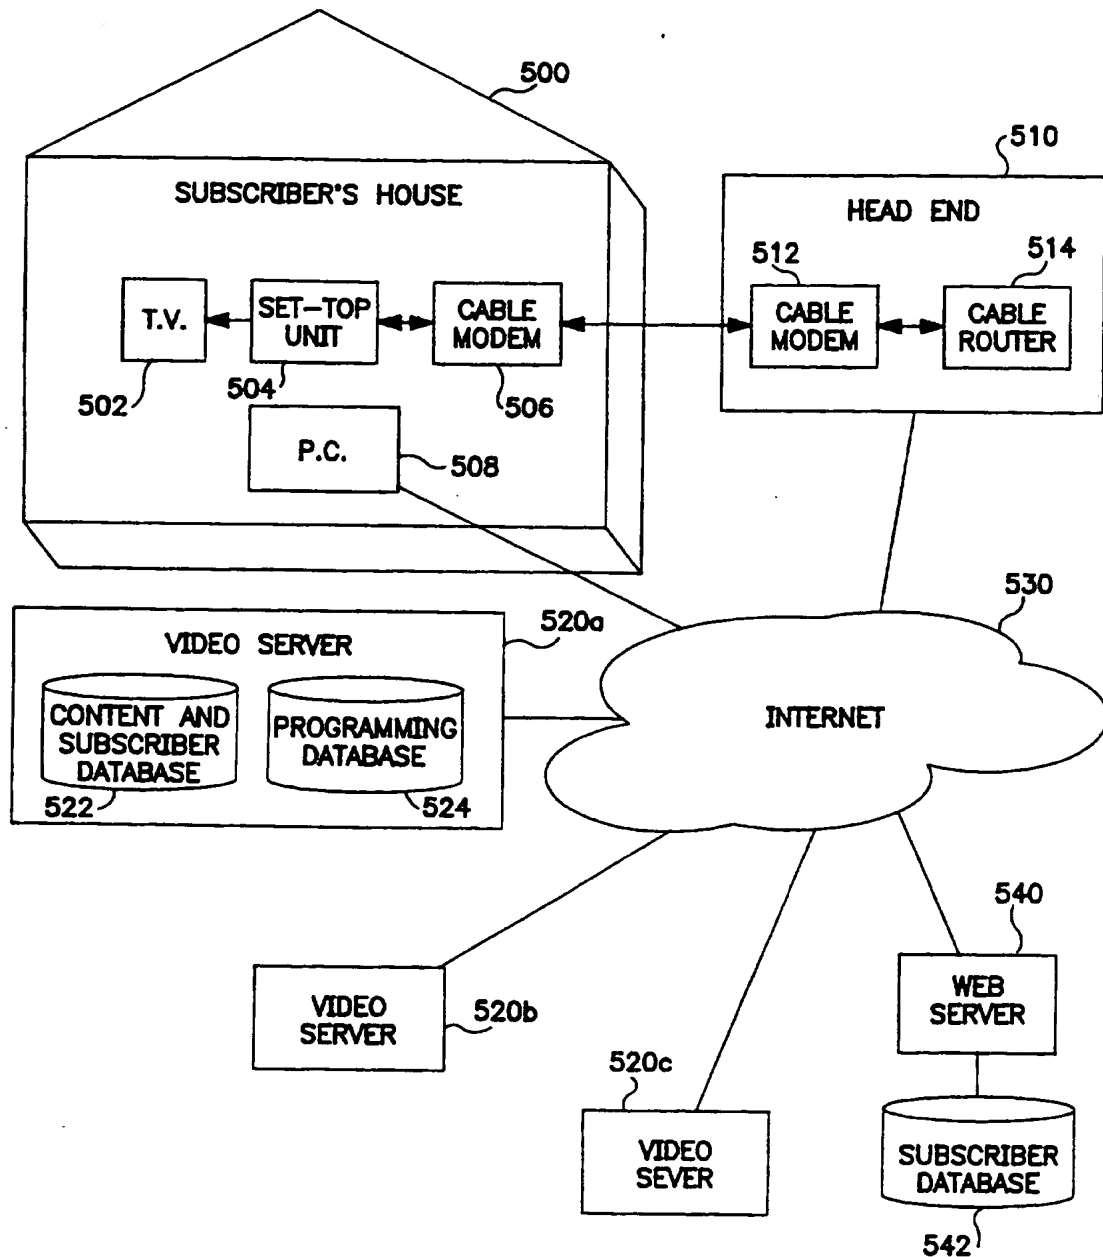 500
SUBSCRIBER'S HOUSE
510
HEAD END
512
514
T.V.
SET-TOP
UNIT
CABLE
MODEM
CABLE
MODEM
CABLE
ROUTER
502
504
506
P.C.
508
530
520a
VIDEO SERVER
CONTENT AND
SUBSCRIBER
DATABASE
PROGRAMMING
DATABASE
522
524
INTERNET
540
VIDEO
SERVER
520b
WEB
SERVER
520c
VIDEO
SEVER
SUBSCRIBER
DATABASE
542